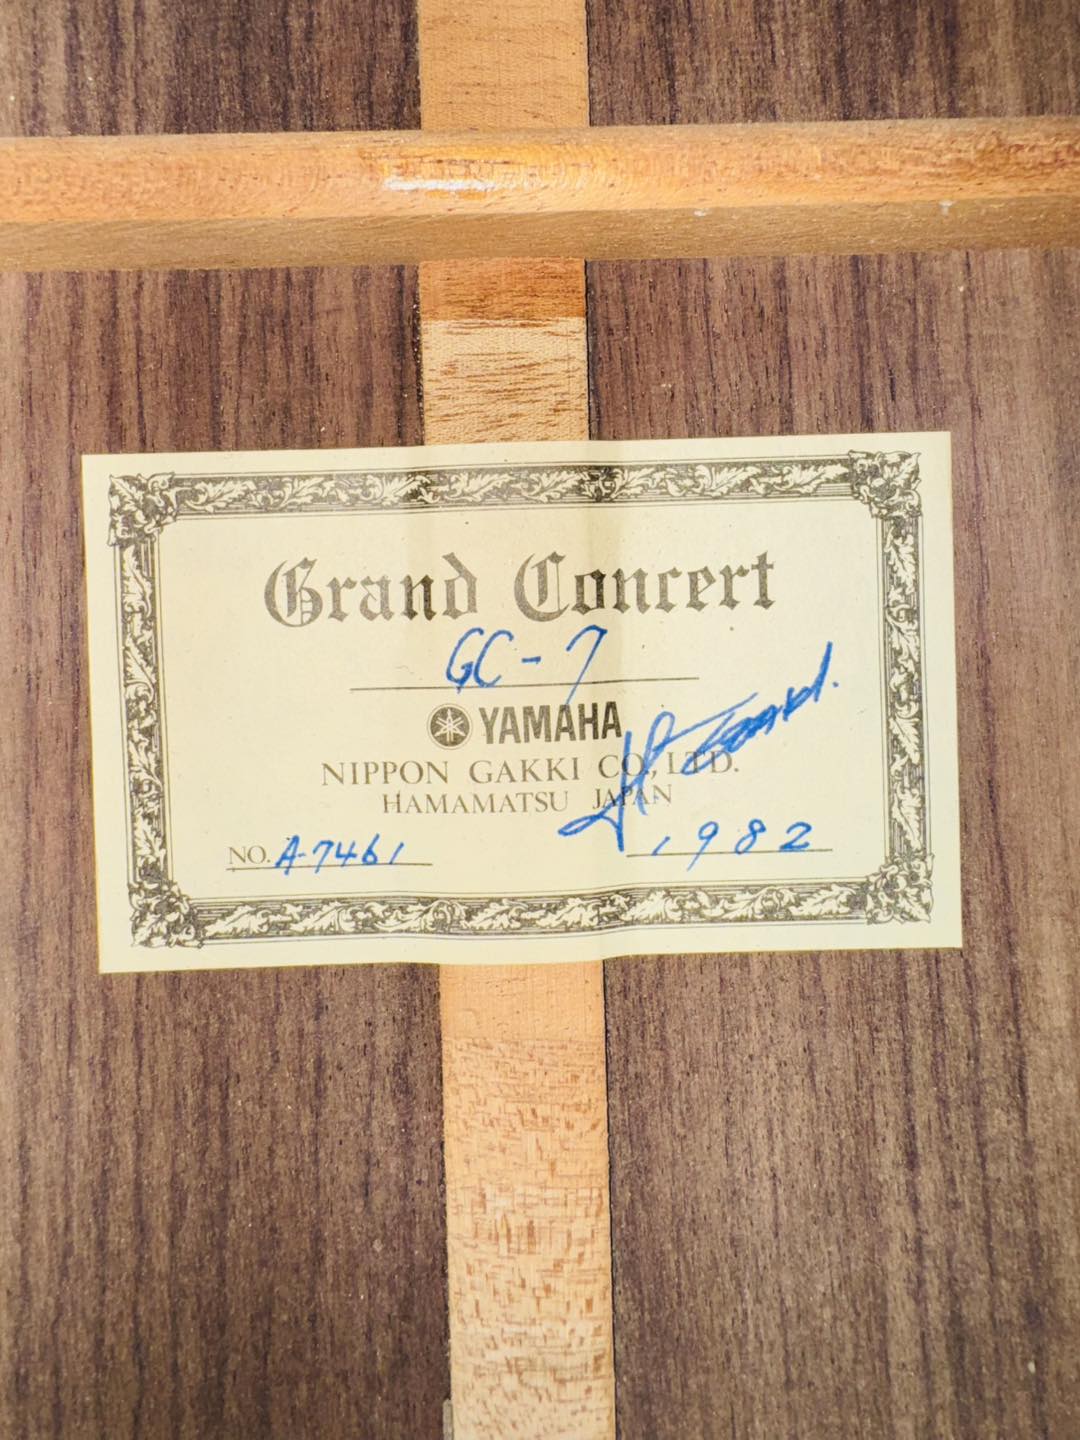 Grand Concert
GC-7
YAMAHA
NIPPON GAKKI CO., LTD.
HAMAMATSU JAPAN
NO. A-7461
1982